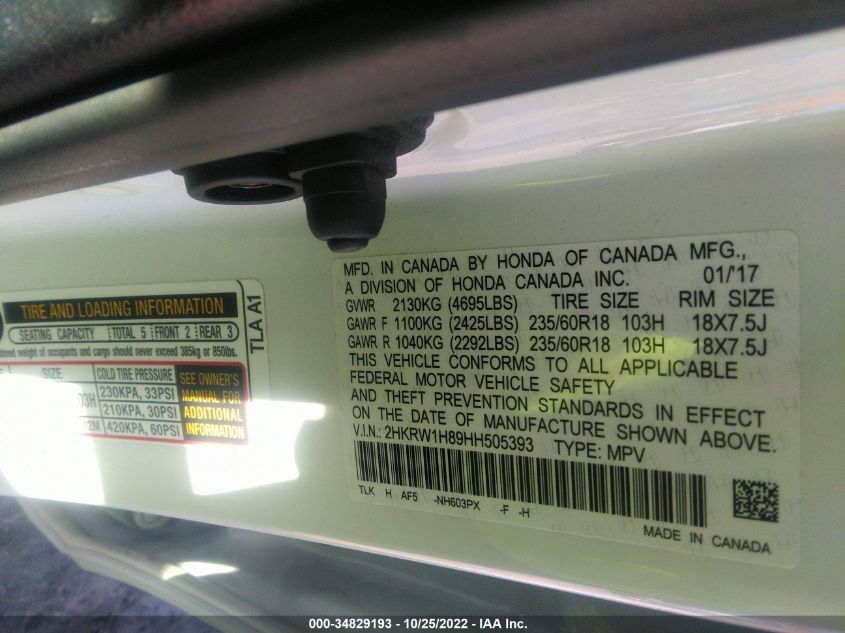 TIRE AND LOADING INFORMATION
SEATING CAPACITY TOTAL 5 FRONT 2 REAR 3
weight of occupants and cargo should never exceed 385kg or 850lbs.
SIZE COLD TIRE PRESSURE SEE OWNER'S
230KPA, 33PSI MANUAL FOR
210KPA, 30PSI ADDITIONAL
420KPA, 60PSI INFORMATION
TLA A1
MFD. IN CANADA BY HONDA OF CANADA MFG.,
A DIVISION OF HONDA CANADA INC. 01/'17
GVWR 2130KG (4695LBS) TIRE SIZE RIM SIZE
GAWR F 1100KG (2425LBS) 235/60R18 103H 18X7.5J
GAWR R 1040KG (2292LBS) 235/60R18 103H 18X7.5J
THIS VEHICLE CONFORMS TO ALL APPLICABLE
FEDERAL MOTOR VEHICLE SAFETY
AND THEFT PREVENTION STANDARDS IN EFFECT
ON THE DATE OF MANUFACTURE SHOWN ABOVE.
V.I.N.: 2HKRW1H89HH505393 TYPE: MPV
TLK H AF5 -NH603PX -F -H
MADE IN CANADA
000-34829193 - 10/25/2022 - IAA Inc.